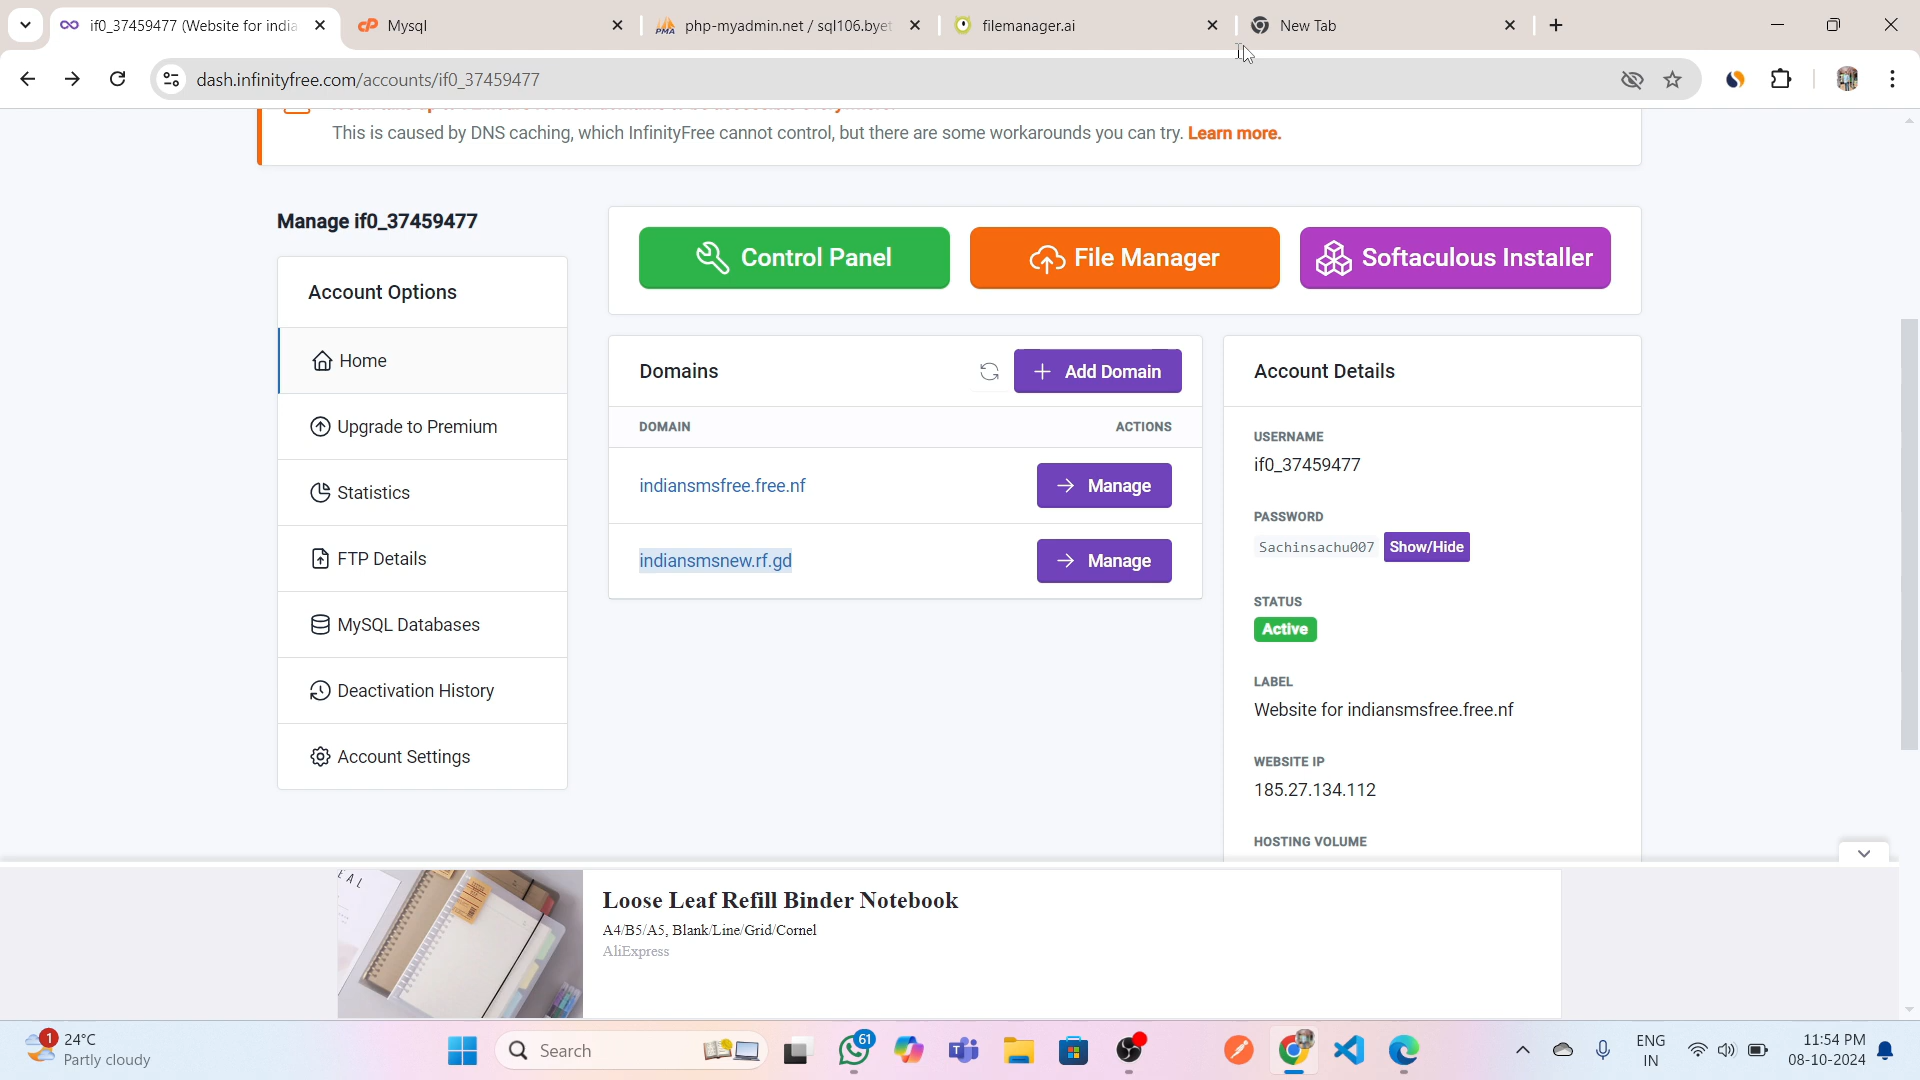 if0_37459477 (Website for india
Mysql
php-myadmin.net / sql106.byet
filemanager.ai
New Tab
dash.infinityfree.com/accounts/if0_37459477
This is caused by DNS caching, which InfinityFree cannot control, but there are some workarounds you can try. Learn more.
Manage if0_37459477
Control Panel
File Manager
Softaculous Installer
Account Options
Home
Upgrade to Premium
Statistics
FTP Details
MySQL Databases
Deactivation History
Account Settings
Domains
Add Domain
DOMAIN
ACTIONS
indiansmsfree.free.nf
Manage
indiansmsnew.rf.gd
Manage
Account Details
USERNAME
if0_37459477
PASSWORD
Sachinsachu007 Show/Hide
STATUS
Active
LABEL
Website for indiansmsfree.free.nf
WEBSITE IP
185.27.134.112
HOSTING VOLUME
Loose Leaf Refill Binder Notebook
A4/B5/A5, Blank/Line/Grid/Cornel
AliExpress
1
24°C
Partly cloudy
Search
61
ENG
IN
11:54 PM
08-10-2024